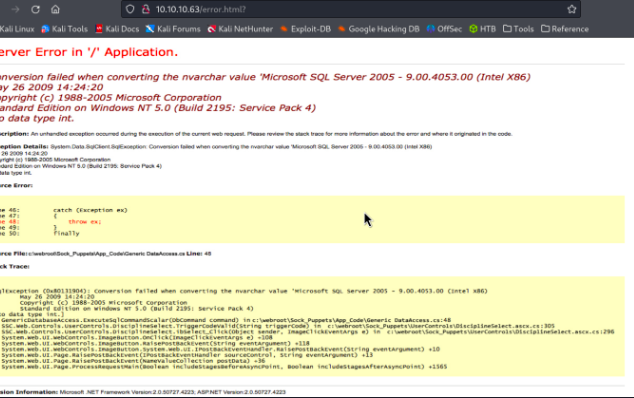 10.10.10.63/error.html?
Kali Linux Kali Tools Kali Docs Kali Forums Kali NetHunter Exploit-DB Google Hacking DB OffSec HTB Tools Reference
erver Error in '/' Application.
onversion failed when converting the nvarchar value 'Microsoft SQL Server 2005 - 9.00.4053.00 (Intel X86)
ay 26 2009 14:24:20
opyright (c) 1988-2005 Microsoft Corporation
tandard Edition on Windows NT 5.0 (Build 2195: Service Pack 4)
o data type int.
scription: An unhandled exception occurred during the execution of the current web request. Please review the stack trace for more information about the error and where it originated in the code.
ception Details: System.Data.SqlClient.SqlException: Conversion failed when converting the nvarchar value 'Microsoft SQL Server 2005 - 9.00.4053.00 (Intel X86)
26 2009 14:24:20
yright (c) 1988-2005 Microsoft Corporation
dard Edition on Windows NT 5.0 (Build 2195: Service Pack 4)
data type int.
rce Error:
ne 46: catch (Exception ex)
ne 47: {
ne 48: throw ex;
ne 49: }
ne 50: finally
rce File: c:\webroot\Sock_Puppets\App_Code\Generic DataAccess.cs Line: 48
ck Trace:
qlException (0x80131904): Conversion failed when converting the nvarchar value 'Microsoft SQL Server 2005 - 9.00.4053.00 (Intel X86)
May 26 2009 14:24:20
Copyright (c) 1988-2005 Microsoft Corporation
Standard Edition on Windows NT 5.0 (Build 2195: Service Pack 4)
o data type int.]
GenericDatabaseAccess.ExecuteSqlCommandScalar(DbCommand command) in c:\webroot\Sock_Puppets\App_Code\Generic DataAccess.cs:48
SSC.Web.Controls.UserControls.DisciplineSelect.TriggerCodeValid(String triggerCode) in c:\webroot\Sock_Puppets\UserControls\DisciplineSelect.ascx.cs:305
SSC.Web.Controls.UserControls.DisciplineSelect.ibSelect_Click(Object sender, ImageClickEventArgs e) in c:\webroot\Sock_Puppets\UserControls\DisciplineSelect.ascx.cs:296
System.Web.UI.WebControls.ImageButton.OnClick(ImageClickEventArgs e) +108
System.Web.UI.WebControls.ImageButton.RaisePostBackEvent(String eventArgument) +118
System.Web.UI.WebControls.ImageButton.System.Web.UI.IPostBackEventHandler.RaisePostBackEvent(String eventArgument) +10
System.Web.UI.Page.RaisePostBackEvent(IPostBackEventHandler sourceControl, String eventArgument) +13
System.Web.UI.Page.RaisePostBackEvent(NameValueCollection postData) +36
System.Web.UI.Page.ProcessRequestMain(Boolean includeStagesBeforeAsyncPoint, Boolean includeStagesAfterAsyncPoint) +1565
rsion Information: Microsoft .NET Framework Version:2.0.50727.4223; ASP.NET Version:2.0.50727.4223